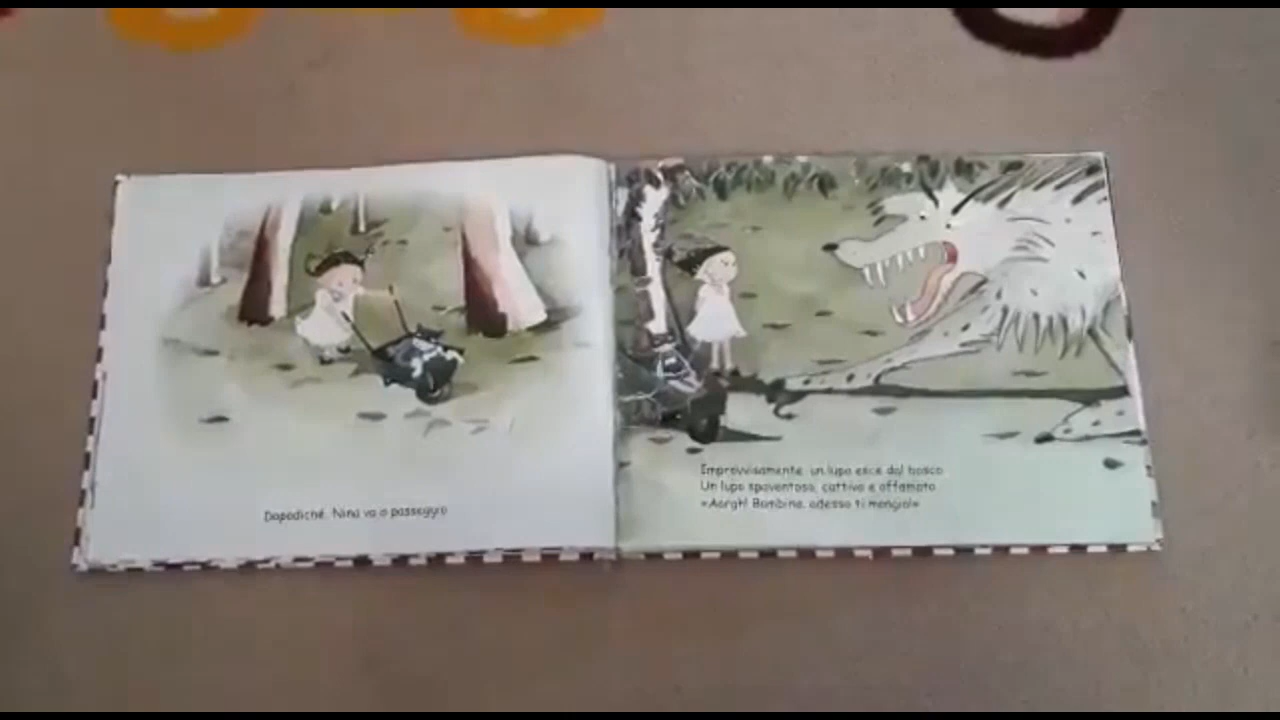 Dopodiché, Nina va a passeggio
Improvvisamente, un lupo esce dal bosco
Un lupo spaventoso, cattivo e affamato
«Aargh! Bambina, adesso ti mangio!»